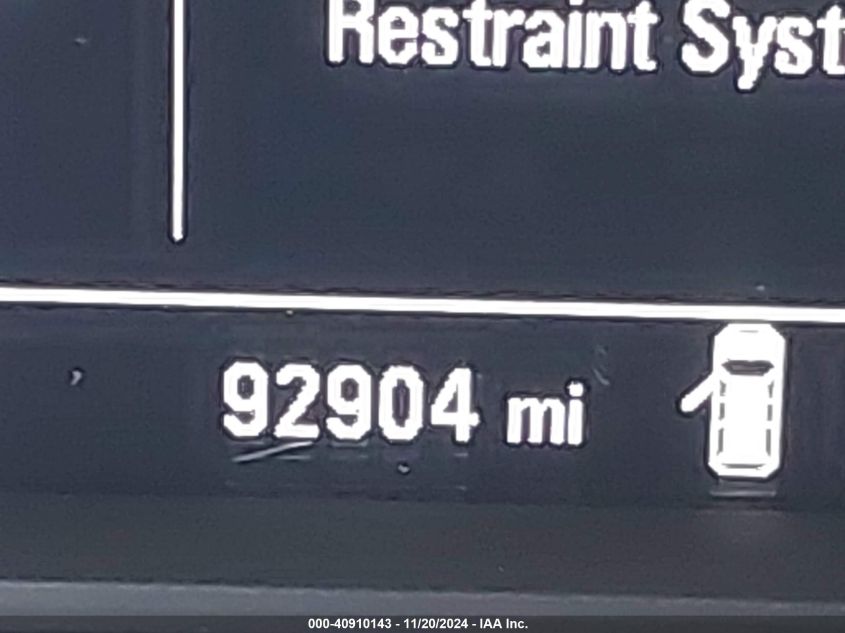 Restraint Syst
92904 mi
000-40910143 - 11/20/2024 - IAA Inc.